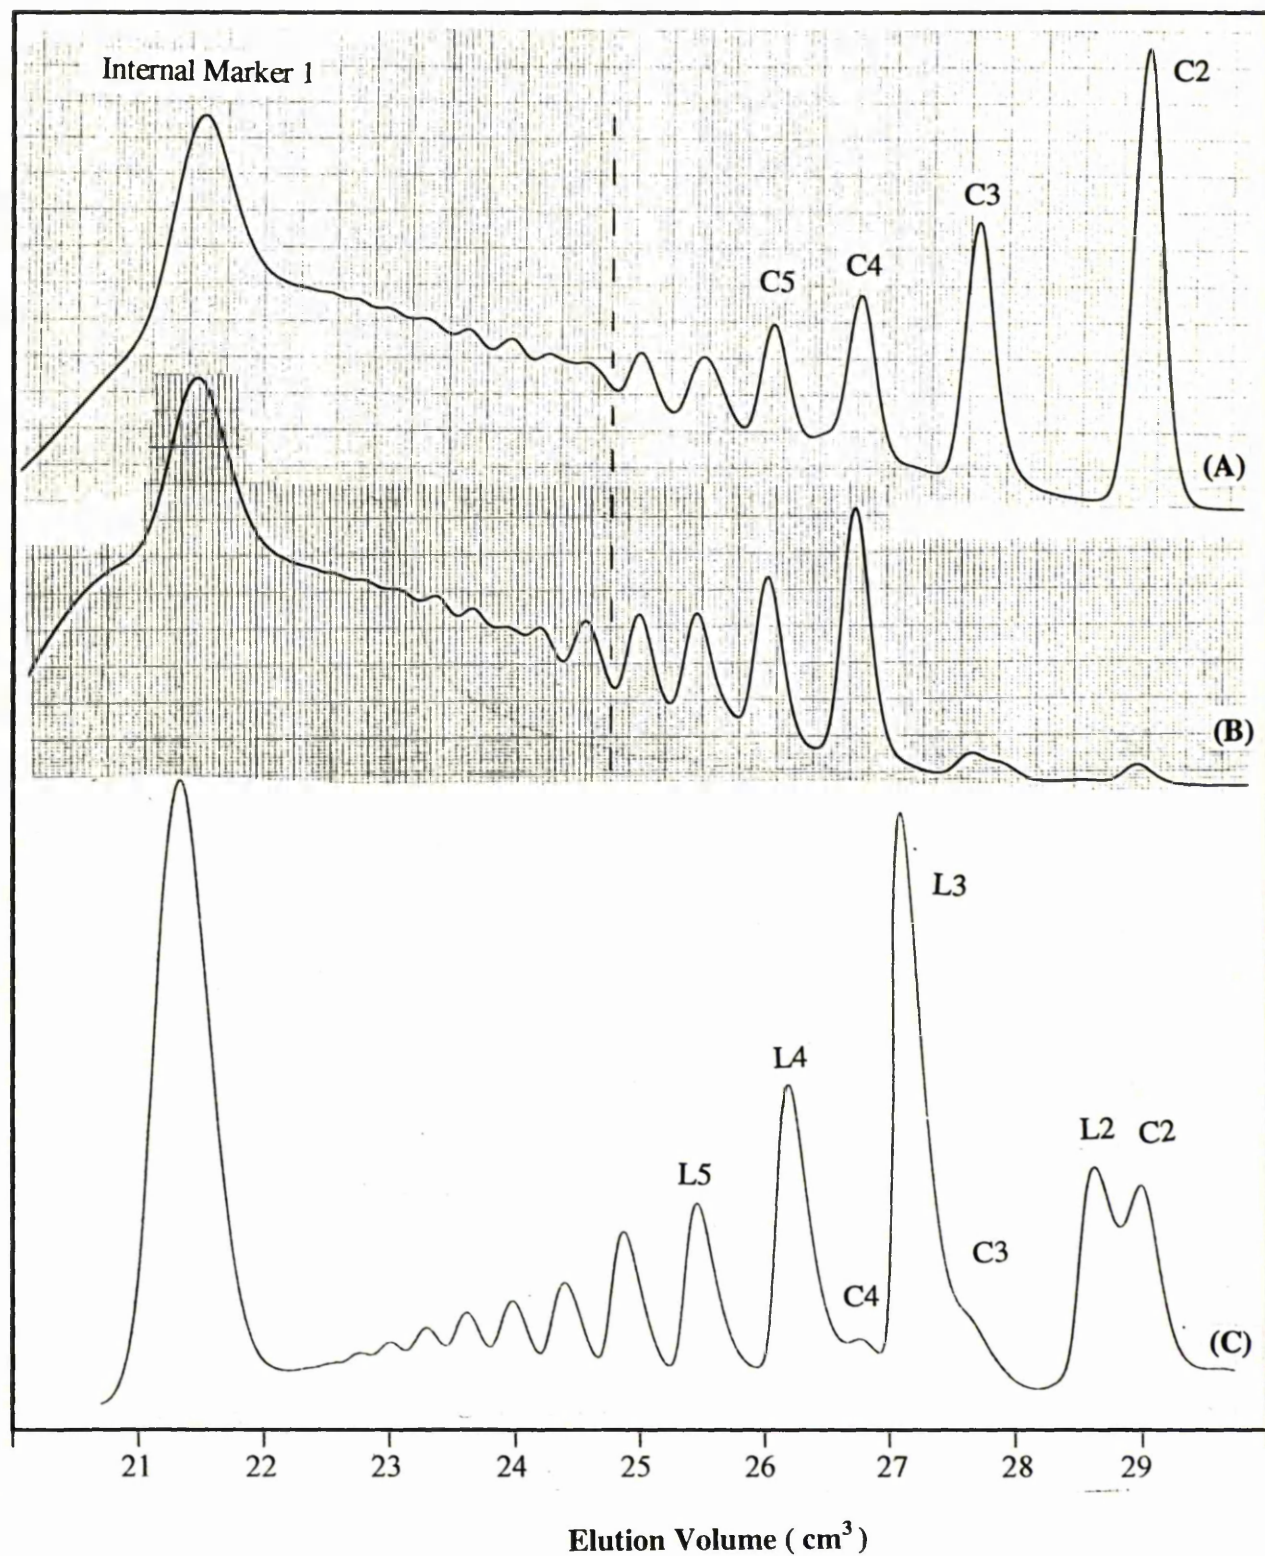 Internal Marker 1
C2
C3
C4
C5
(A)
(B)
L3
L4
L2 C2
L5
C3
C4
(C)
21 22 23 24 25 26 27 28 29
Elution Volume ( cm³ )